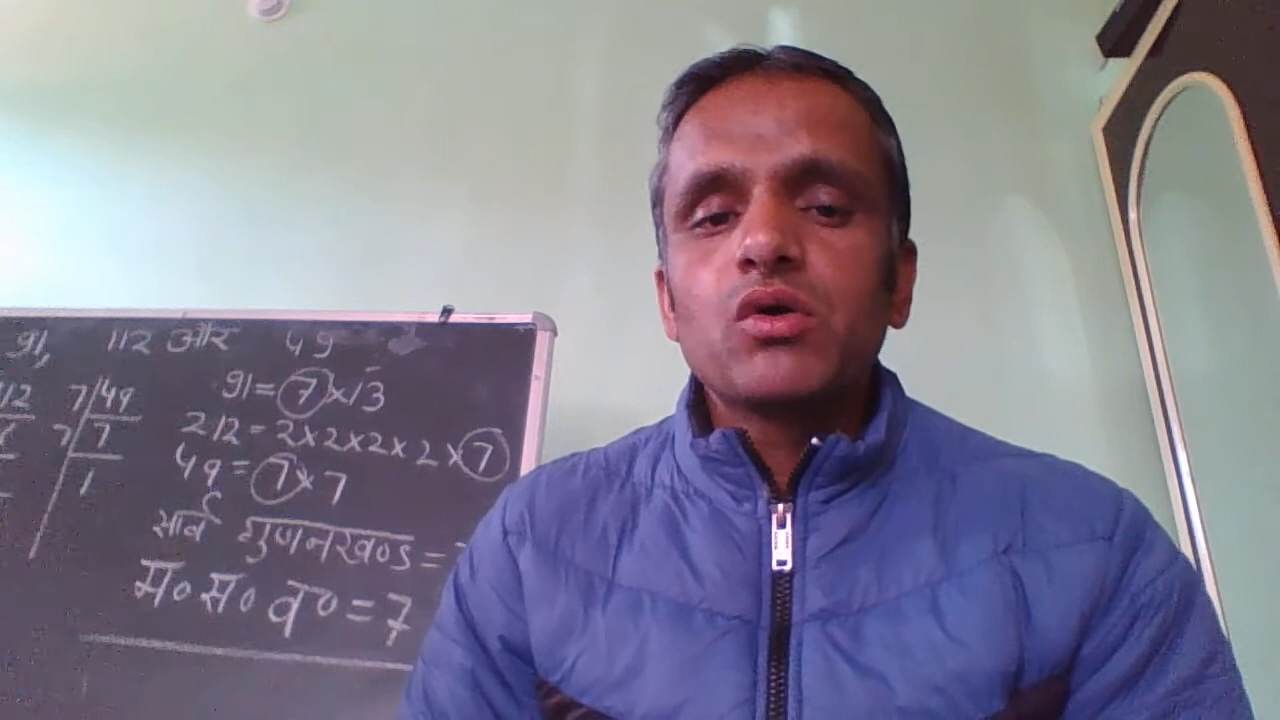 91, 112 और 49
12 7 49 91 = 7 × 13
7 7 212 = 2 × 2 × 2 × 2 × 7
1 49 = 7 × 7
सार्व गुणनखण्ड =
म० स० व० = 7